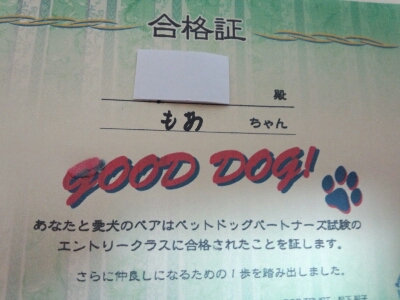 合格証
殿
もあ ちゃん
GOOD DOG!
あなたと愛犬のペアはペットドッグパートナーズ試験の
エントリークラスに合格されたことを証します。
さらに仲良しになるための1歩を踏み出しました。